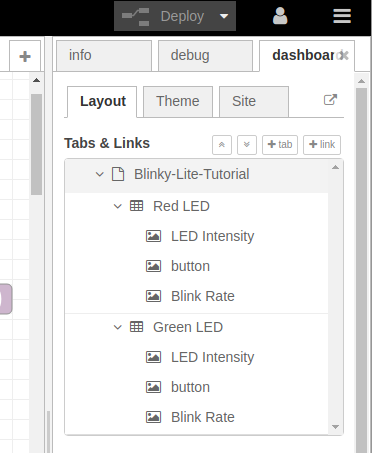 Deploy
info debug dashboard
Layout Theme Site
Tabs & Links tab link
Blinky-Lite-Tutorial
Red LED
LED Intensity
button
Blink Rate
Green LED
LED Intensity
button
Blink Rate